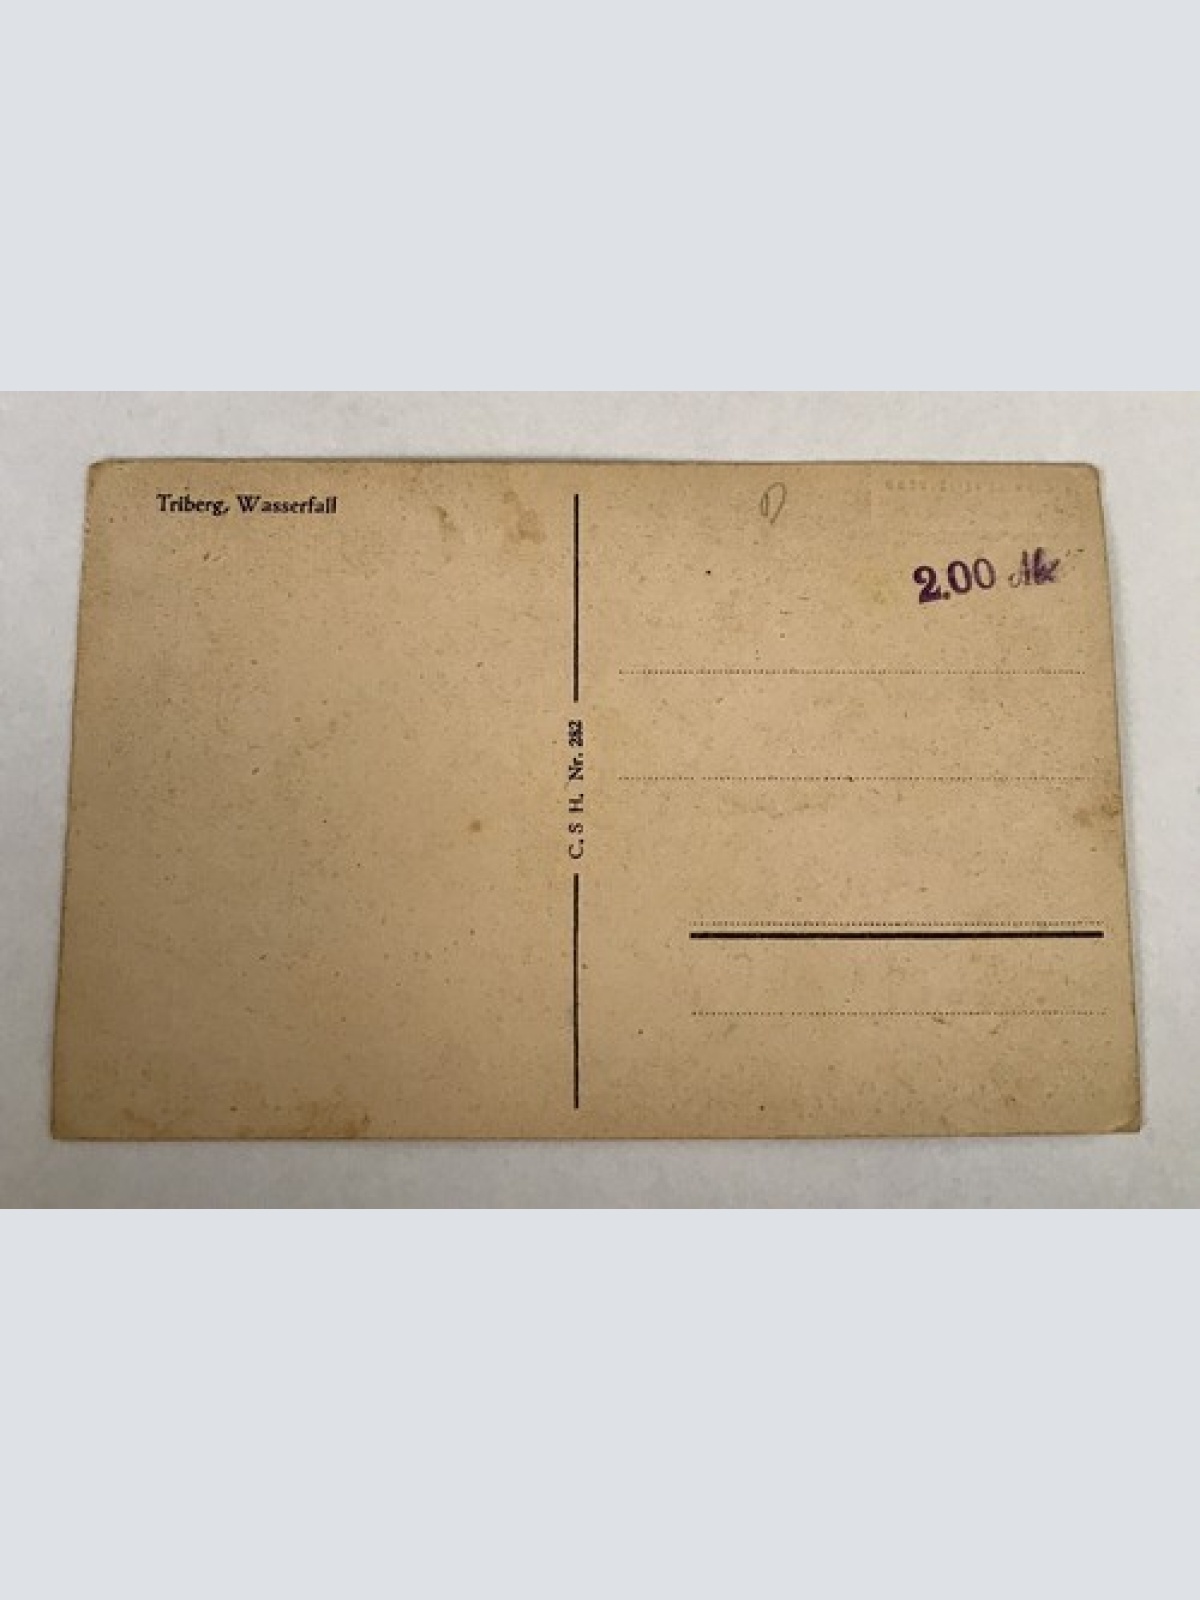 Triberg, Wasserfall
D
2.00
C. S H. Nr. 282